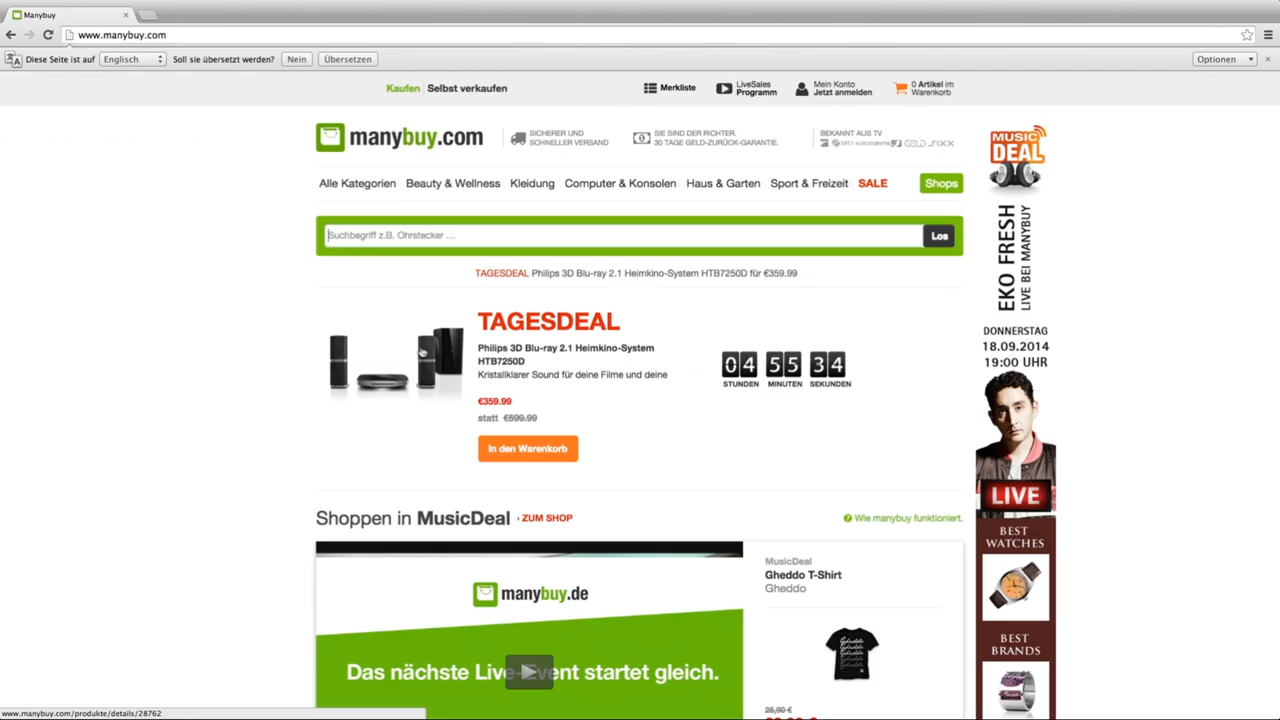 Manybuy
www.manybuy.com
Diese Seite ist auf Englisch Soll sie übersetzt werden? Nein Übersetzen Optionen
Kaufen Selbst verkaufen
Merkliste
LiveSales
Programm
Mein Konto
Jetzt anmelden
0 Artikel im
Warenkorb
manybuy.com
SICHERER UND
SCHNELLER VERSAND
SIE SIND DER RICHTER.
30 TAGE GELD-ZURÜCK-GARANTIE.
BEKANNT AUS TV
SIXX
Alle Kategorien Beauty & Wellness Kleidung Computer & Konsolen Haus & Garten Sport & Freizeit SALE Shops
Suchbegriff z.B. Ohrstecker ... Los
TAGESDEAL Philips 3D Blu-ray 2.1 Heimkino-System HTB7250D für €359.99
TAGESDEAL
Philips 3D Blu-ray 2.1 Heimkino-System
HTB7250D
Kristallklarer Sound für deine Filme und deine
€359.99
statt €599.99
In den Warenkorb
04 55 34
STUNDEN MINUTEN SEKUNDEN
Shoppen in MusicDeal › ZUM SHOP
Wie manybuy funktioniert.
manybuy.de
Das nächste Live-Event startet gleich.
MusicDeal
Gheddo T-Shirt
Gheddo
26,90 €
MUSIC
DEAL
EKO FRESH
LIVE BEI MANYBUY
DONNERSTAG
18.09.2014
19:00 UHR
LIVE
BEST
WATCHES
BEST
BRANDS
www.manybuy.com/produkte/details/28762